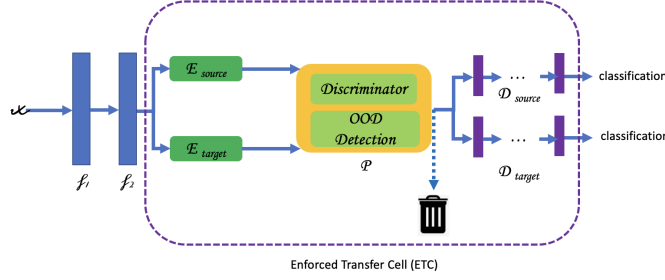 x
f1
f2
E source
E target
Discriminator
OOD
Detection
P
...
D source
...
D target
classification
classification
Enforced Transfer Cell (ETC)